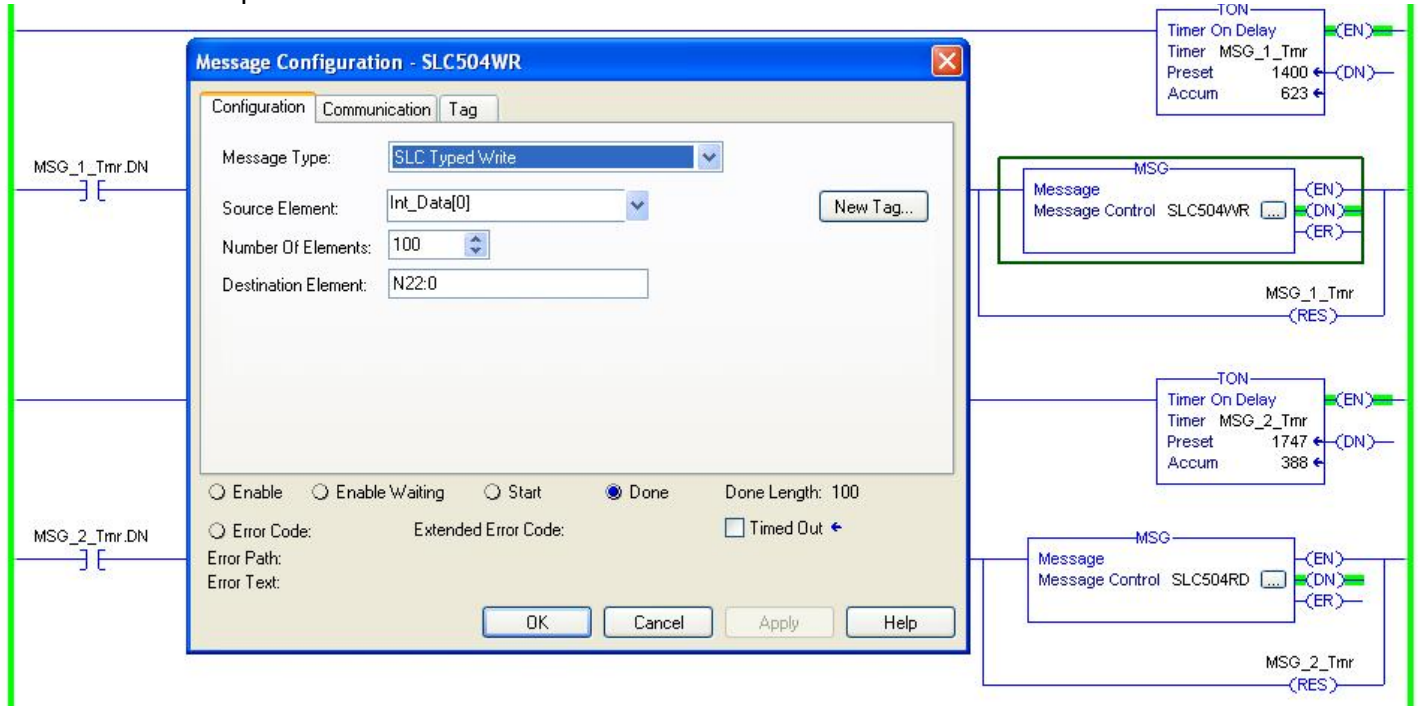 TON
Timer On Delay
(EN)
Timer MSG_1_Tmr
Preset 1400
(DN)
Accum 623
Message Configuration - SLC504WR
Configuration
Communication
Tag
Message Type: SLC Typed Write
Source Element: Int_Data[0]
New Tag...
Number Of Elements: 100
Destination Element: N22:0
Enable
Enable Waiting
Start
Done
Done Length: 100
Error Code:
Extended Error Code:
Timed Out
Error Path:
Error Text:
OK
Cancel
Apply
Help
MSG_1_Tmr.DN
MSG
Message
(EN)
Message Control SLC504WR ...
(DN)
(ER)
MSG_1_Tmr
(RES)
TON
Timer On Delay
(EN)
Timer MSG_2_Tmr
Preset 1747
(DN)
Accum 388
MSG_2_Tmr.DN
MSG
Message
(EN)
Message Control SLC504RD ...
(DN)
(ER)
MSG_2_Tmr
(RES)